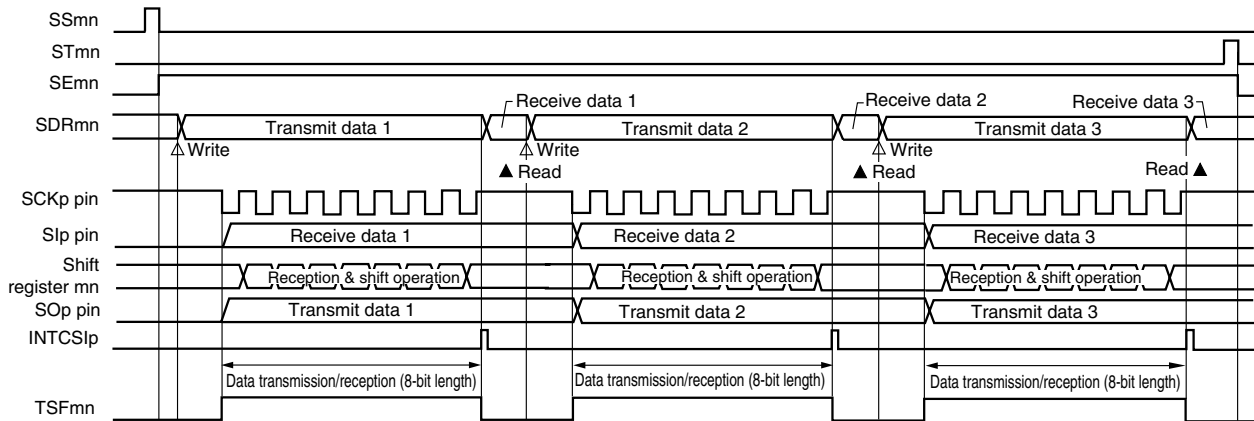 SSmn
STmn
SEmn
Receive data 1
Receive data 2
Receive data 3
SDRmn
Transmit data 1
Transmit data 2
Transmit data 3
Write
Write
Write
Read
Read
Read
SCKp pin
SIp pin
Receive data 1
Receive data 2
Receive data 3
Shift
register mn
Reception & shift operation
Reception & shift operation
Reception & shift operation
SOp pin
Transmit data 1
Transmit data 2
Transmit data 3
INTCSIp
Data transmission/reception (8-bit length)
Data transmission/reception (8-bit length)
Data transmission/reception (8-bit length)
TSFmn